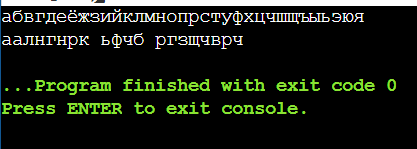 абвгдеёжзийклмнопрстуфхцчшщъыьэюя
аалнгнрк ьфчб ргзщчврч
...Program finished with exit code 0
Press ENTER to exit console.